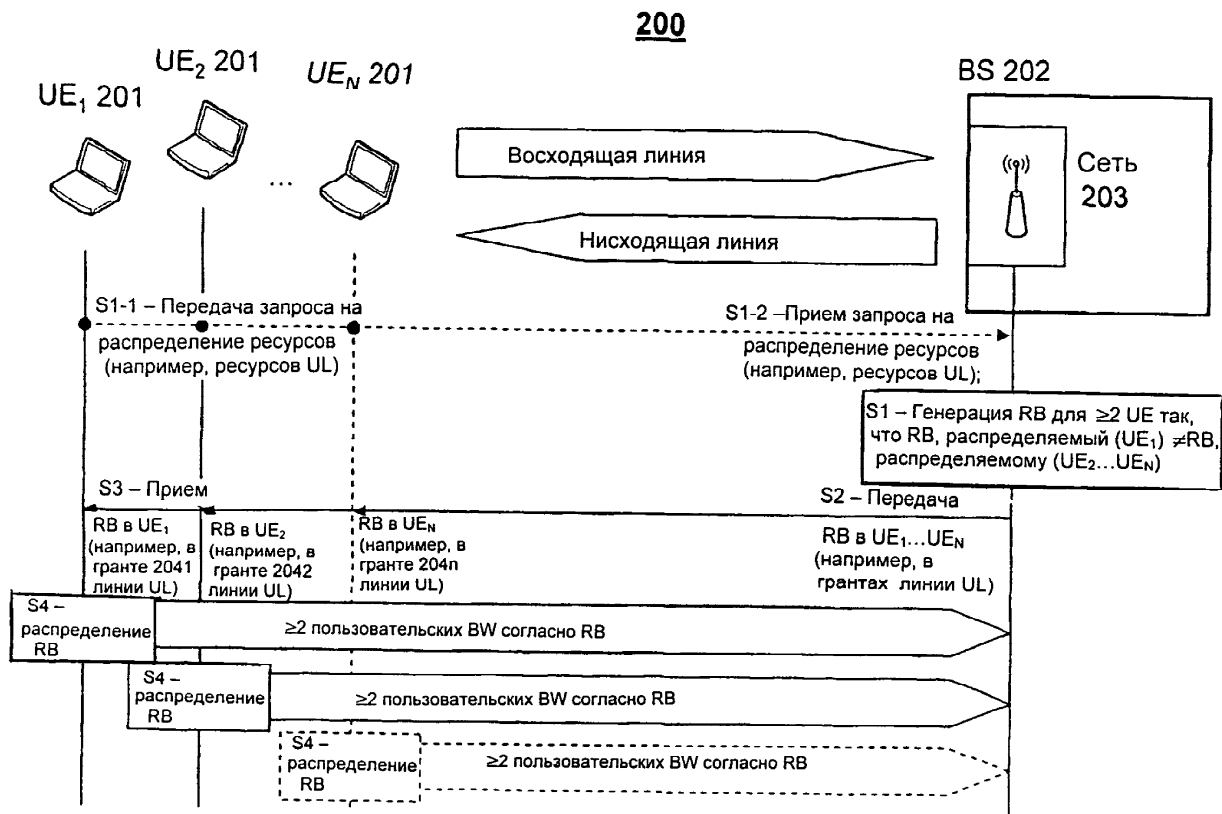 200
UE1 201
UE2 201
UEN 201
...
BS 202
Восходящая линия
Нисходящая линия
Сеть
203
S1-1 – Передача запроса на
распределение ресурсов
(например, ресурсов UL)
S1-2 –Прием запроса на
распределение ресурсов
(например, ресурсов UL);
S1 – Генерация RB для ≥2 UE так,
что RB, распределяемый (UE1) ≠RB,
распределяемому (UE2...UEN)
S3 – Прием
S2 – Передача
RB в UE1
(например, в
гранте 2041
линии UL)
RB в UE2
(например, в
гранте 2042
линии UL)
RB в UEN
(например, в
гранте 204n
линии UL)
RB в UE1...UEN
(например, в
грантах линии UL)
S4 –
распределение
RB
≥2 пользовательских BW согласно RB
S4 –
распределение
RB
≥2 пользовательских BW согласно RB
S4 –
распределение
RB
≥2 пользовательских BW согласно RB